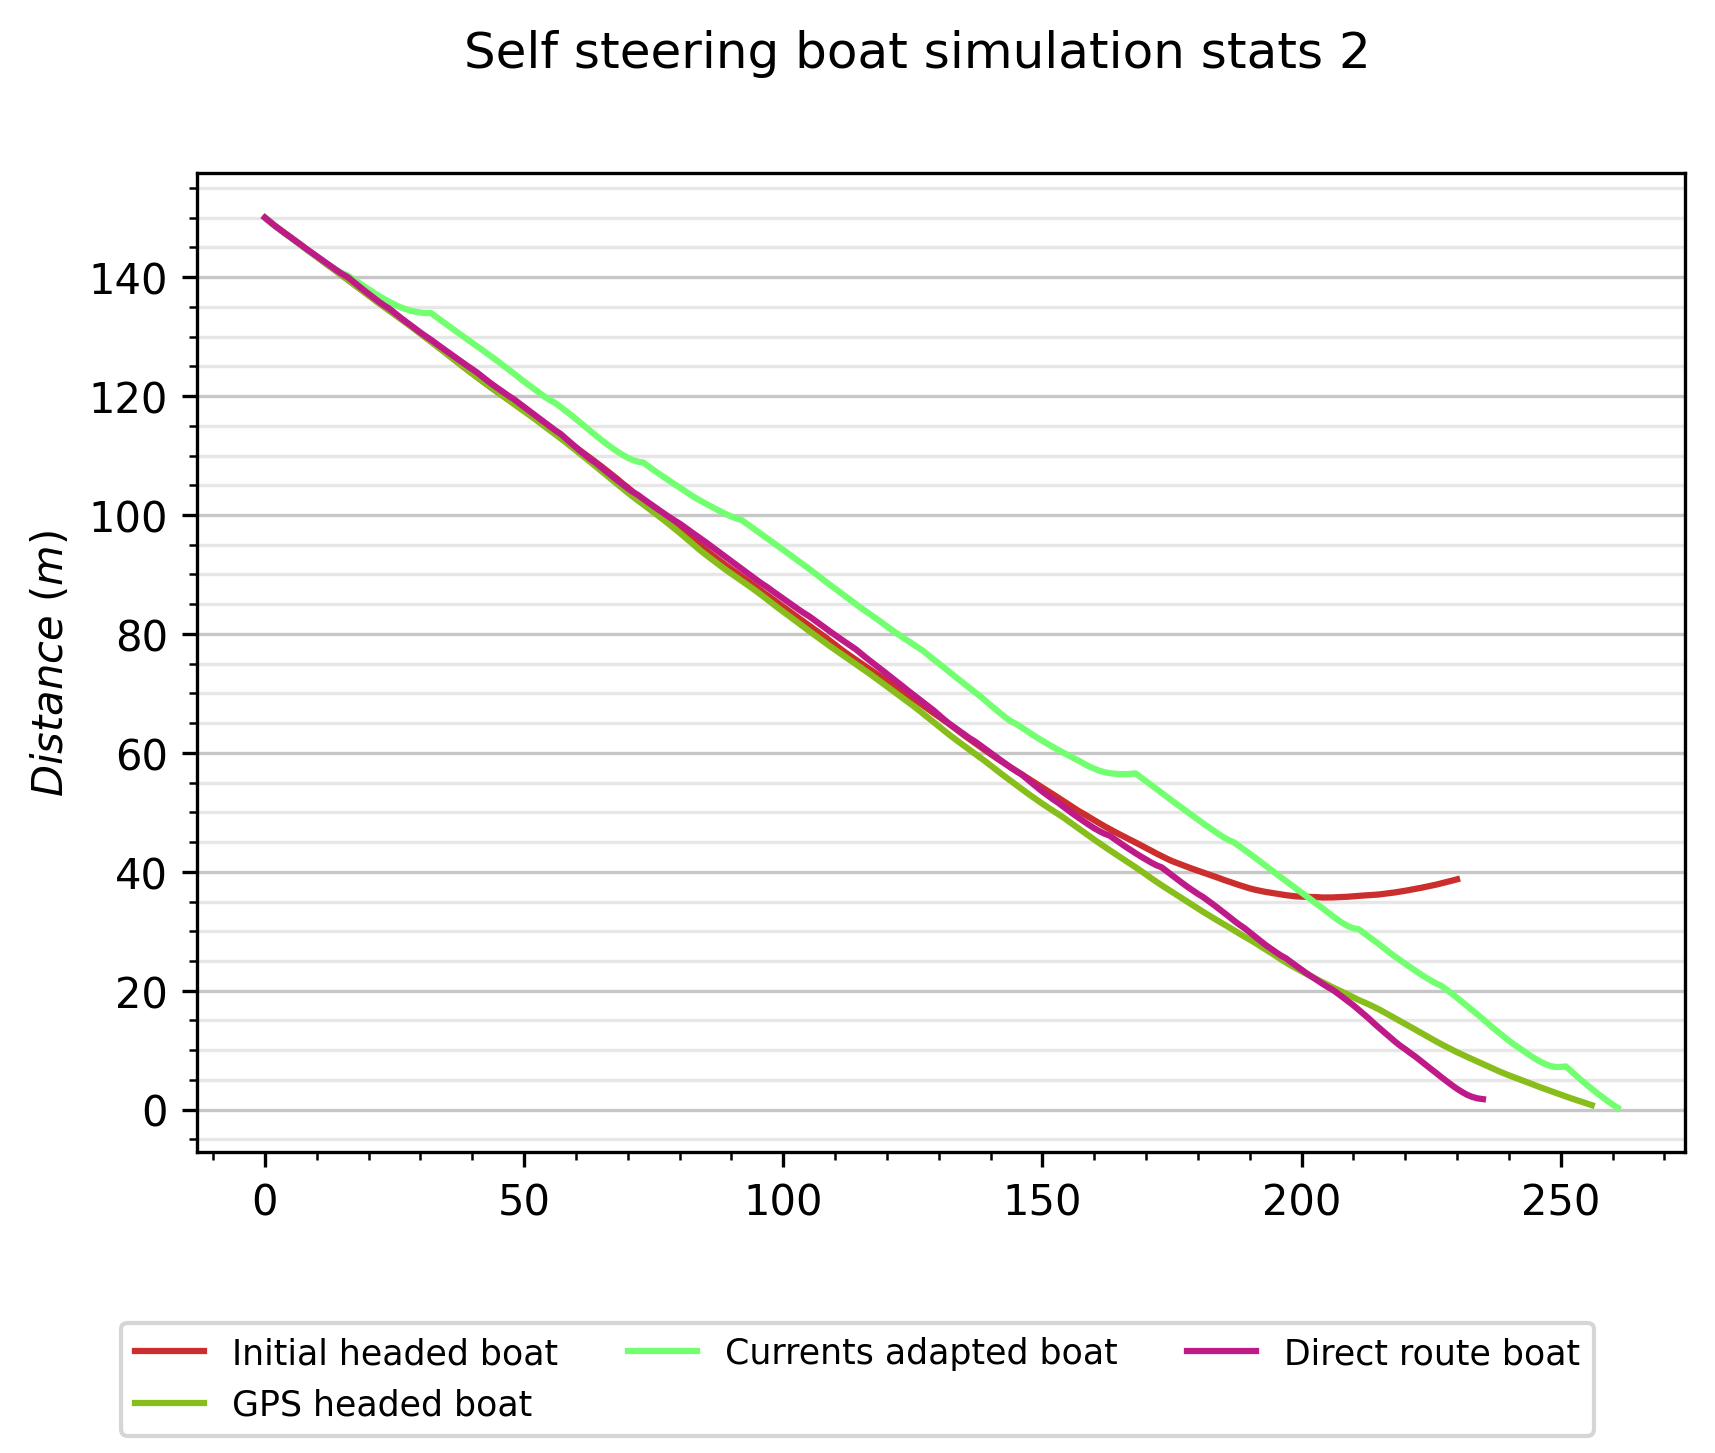 Self steering boat simulation stats 2
Distance (m)
140
120
100
80
60
40
20
0
0 50 100 150 200 250
Initial headed boat Currents adapted boat Direct route boat
GPS headed boat